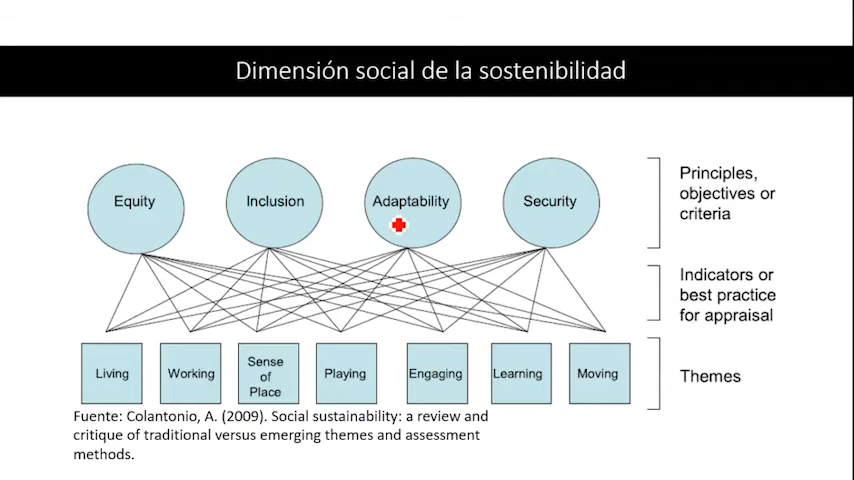 Dimensión social de la sostenibilidad
Equity
Inclusion
Adaptability
Security
Principles,
objectives or
criteria
Indicators or
best practice
for appraisal
Living
Working
Sense
of
Place
Playing
Engaging
Learning
Moving
Themes
Fuente: Colantonio, A. (2009). Social sustainability: a review and
critique of traditional versus emerging themes and assessment
methods.